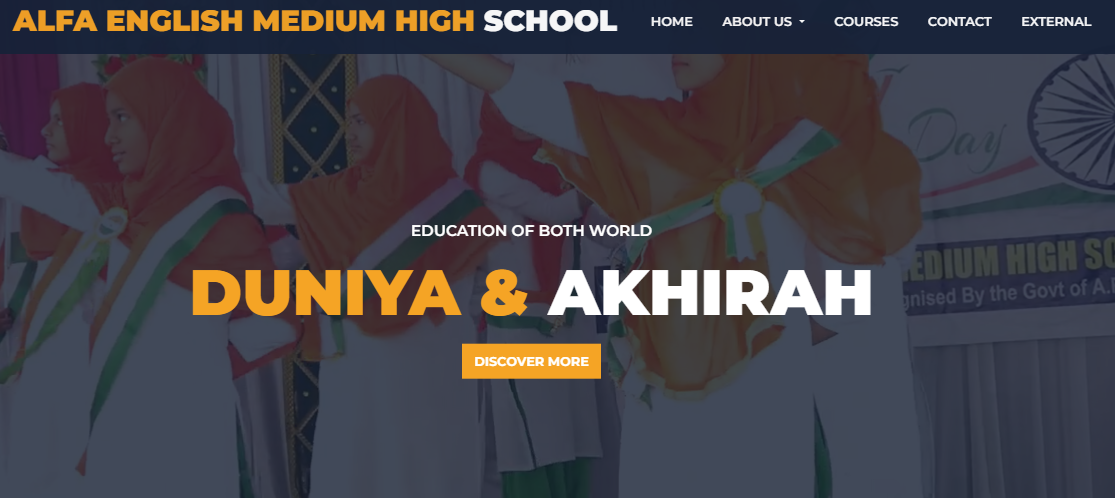 ALFA ENGLISH MEDIUM HIGH SCHOOL
HOME ABOUT US COURSES CONTACT EXTERNAL
Day
EDUCATION OF BOTH WORLD
DUNIYA & AKHIRAH
DISCOVER MORE
EDIUM HIGH SC
gnised By the Govt of A.